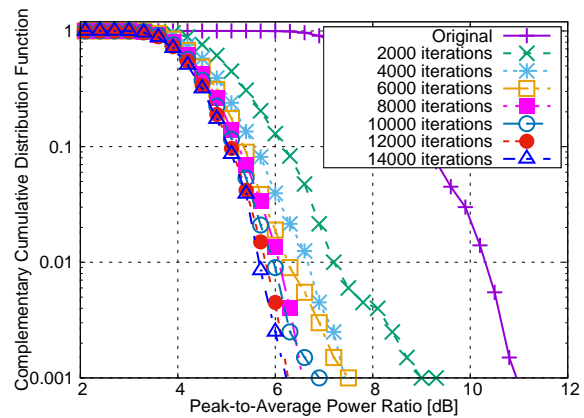 Complementary Cumulative Distribution Function
1
0.1
0.01
0.001
Original
2000 iterations
4000 iterations
6000 iterations
8000 iterations
10000 iterations
12000 iterations
14000 iterations
2 4 6 8 10 12
Peak-to-Average Power Ratio [dB]